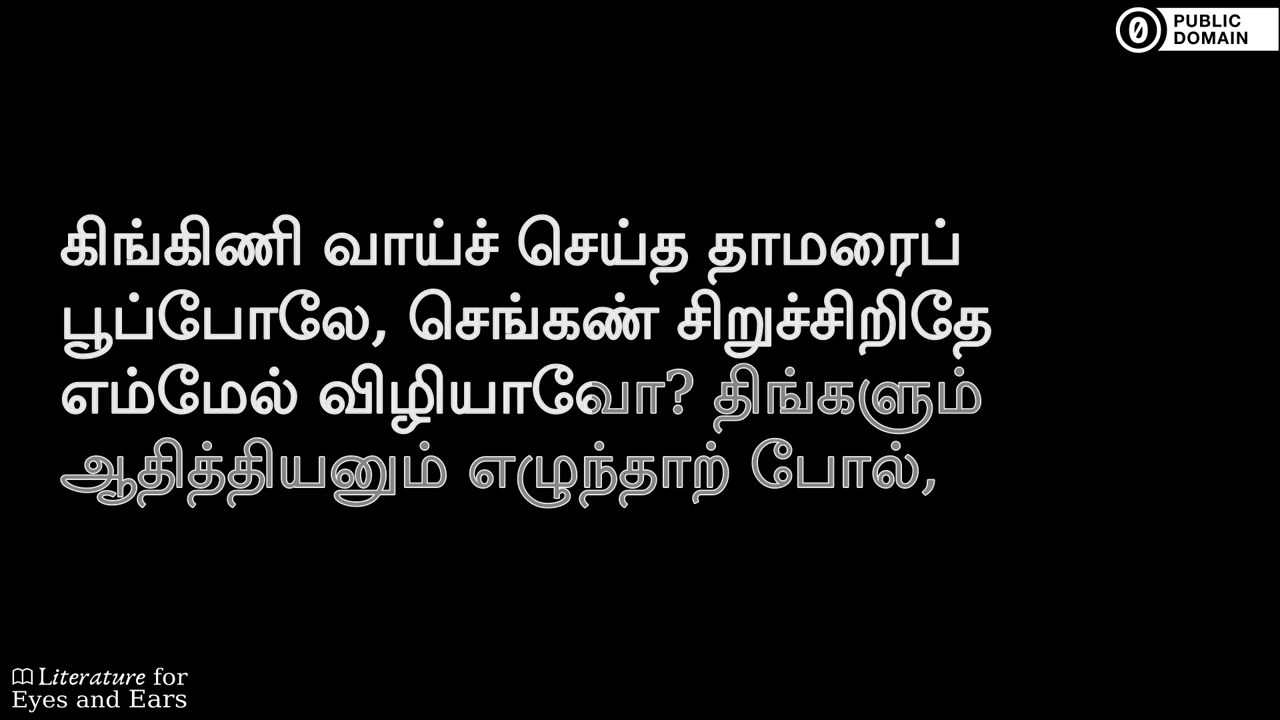 PUBLIC
DOMAIN
கிங்கிணி வாய்ச் செய்த தாமரைப்
பூப்போலே, செங்கண் சிறுச்சிறிதே
எம்மேல் விழியாவோ? திங்களும்
ஆதித்தியனும் எழுந்தாற் போல்,
Literature for
Eyes and Ears